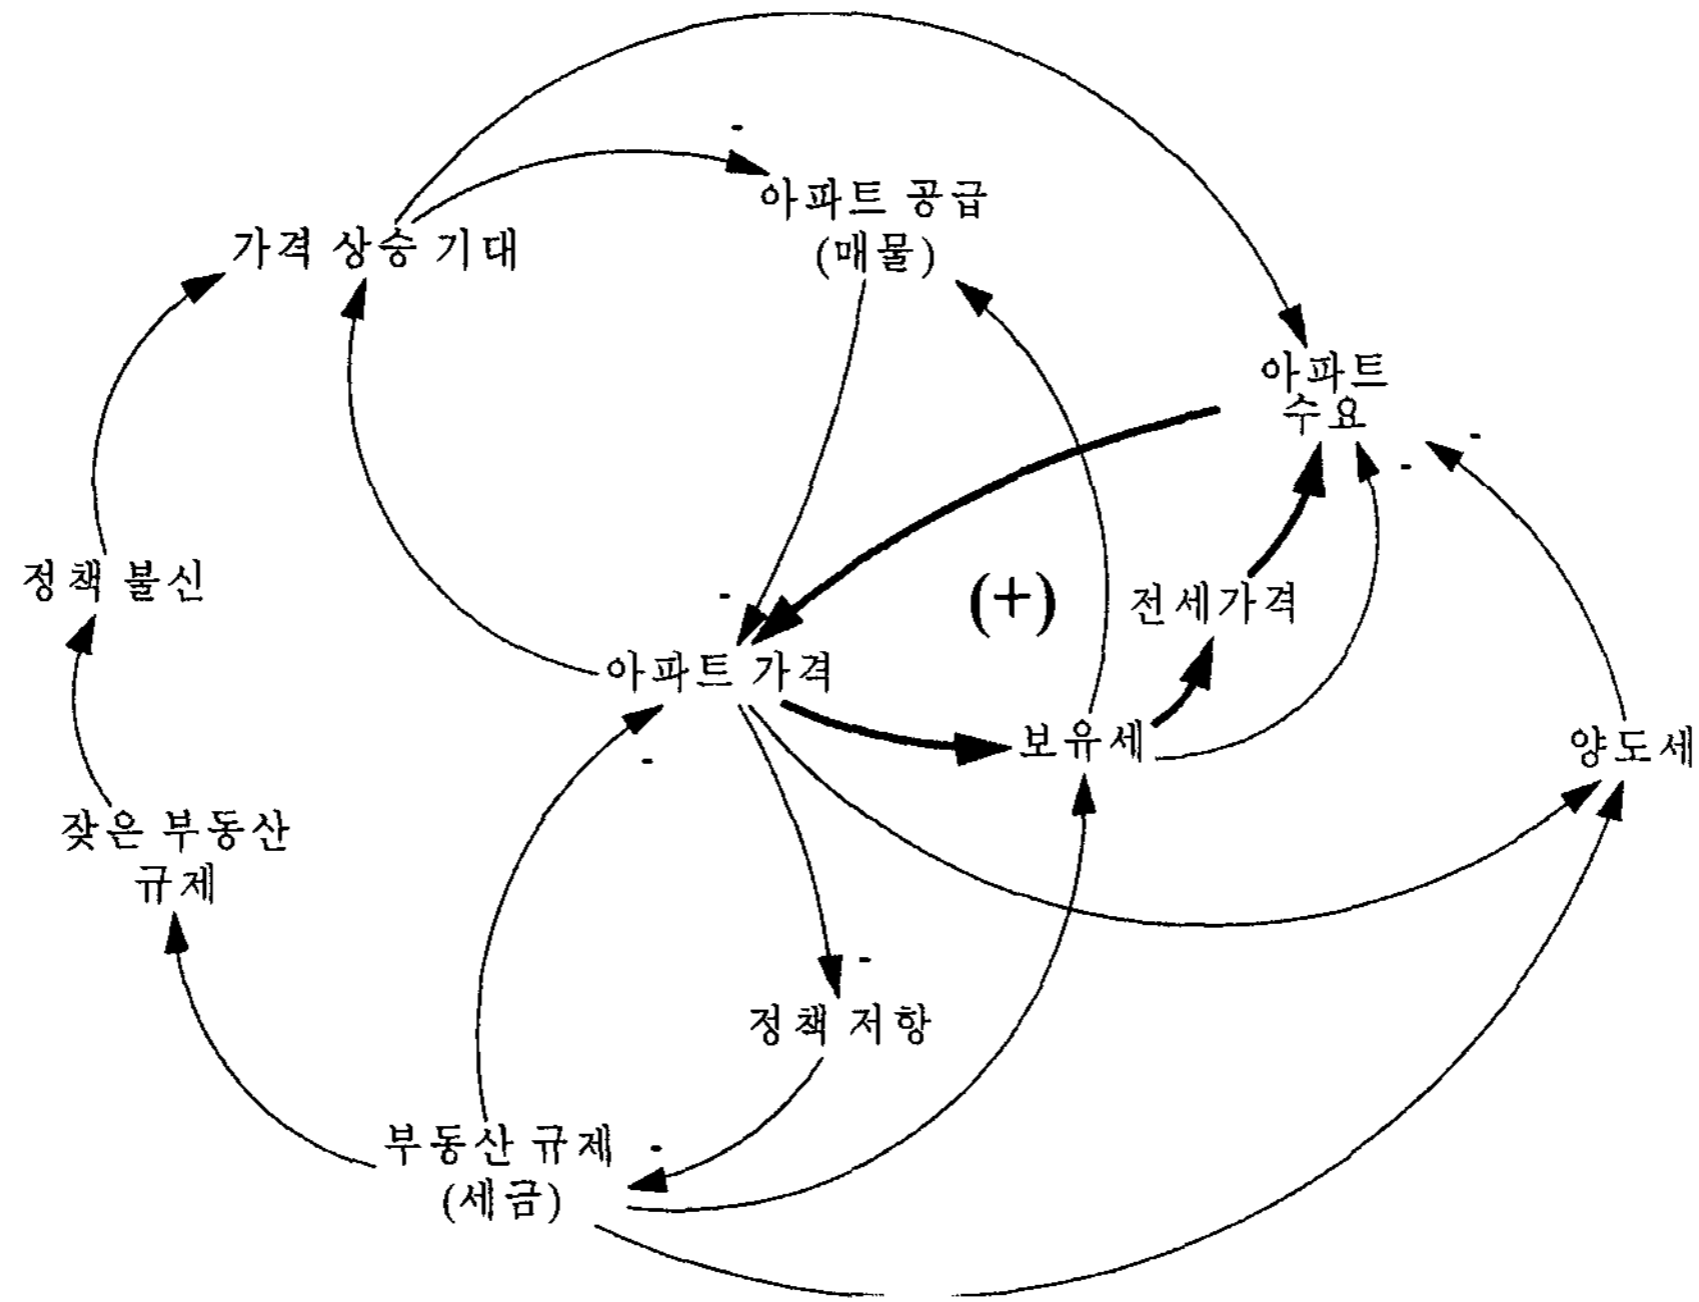 -
아파트 공급
(매물)
가격 상승 기대
아파트
수요
-
-
정책 불신
-
(+)
전세가격
아파트 가격
보유세
양도세
-
잦은 부동산
규제
-
정책 저항
부동산 규제
-
(세금)